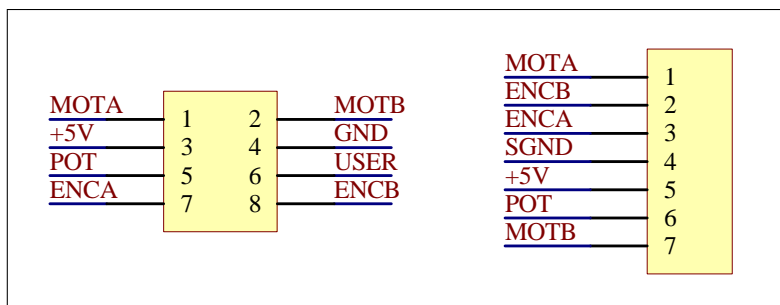 MOTA 1 2 MOTB
+5V 3 4 GND
POT 5 6 USER
ENCA 7 8 ENCB
MOTA 1
ENCB 2
ENCA 3
SGND 4
+5V 5
POT 6
MOTB 7